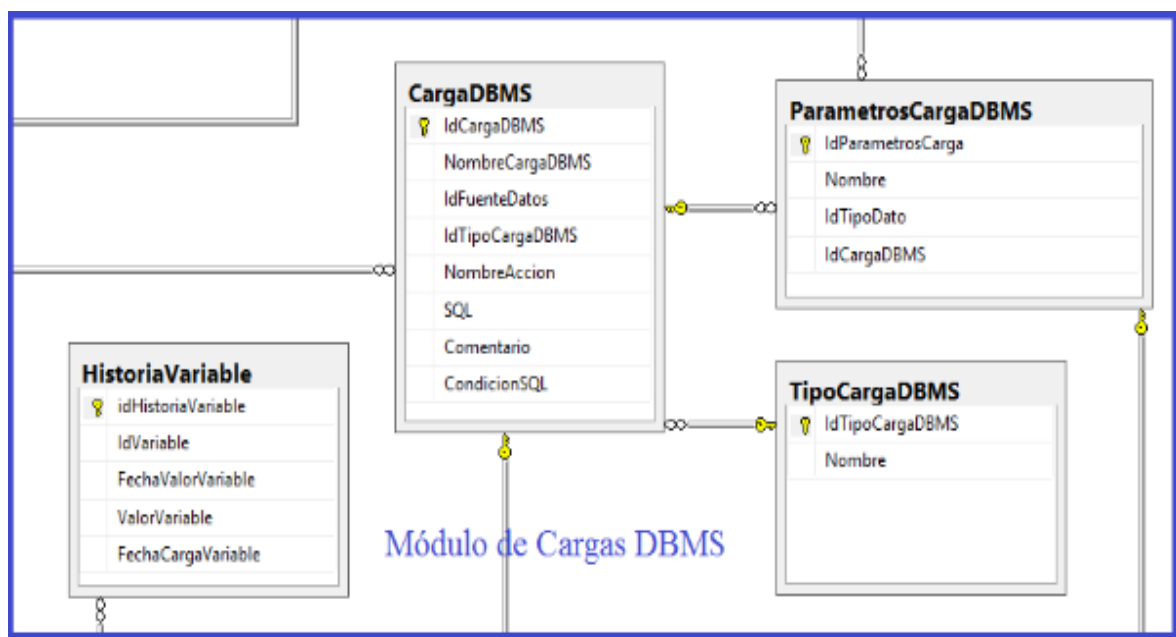 CargaDBMS
IdCargaDBMS
NombreCargaDBMS
IdFuenteDatos
IdTipoCargaDBMS
NombreAccion
SQL
Comentario
CondicionSQL
ParametrosCargaDBMS
IdParametrosCarga
Nombre
IdTipoDato
IdCargaDBMS
HistoriaVariable
idHistoriaVariable
IdVariable
FechaValorVariable
ValorVariable
FechaCargaVariable
TipoCargaDBMS
IdTipoCargaDBMS
Nombre
Módulo de Cargas DBMS